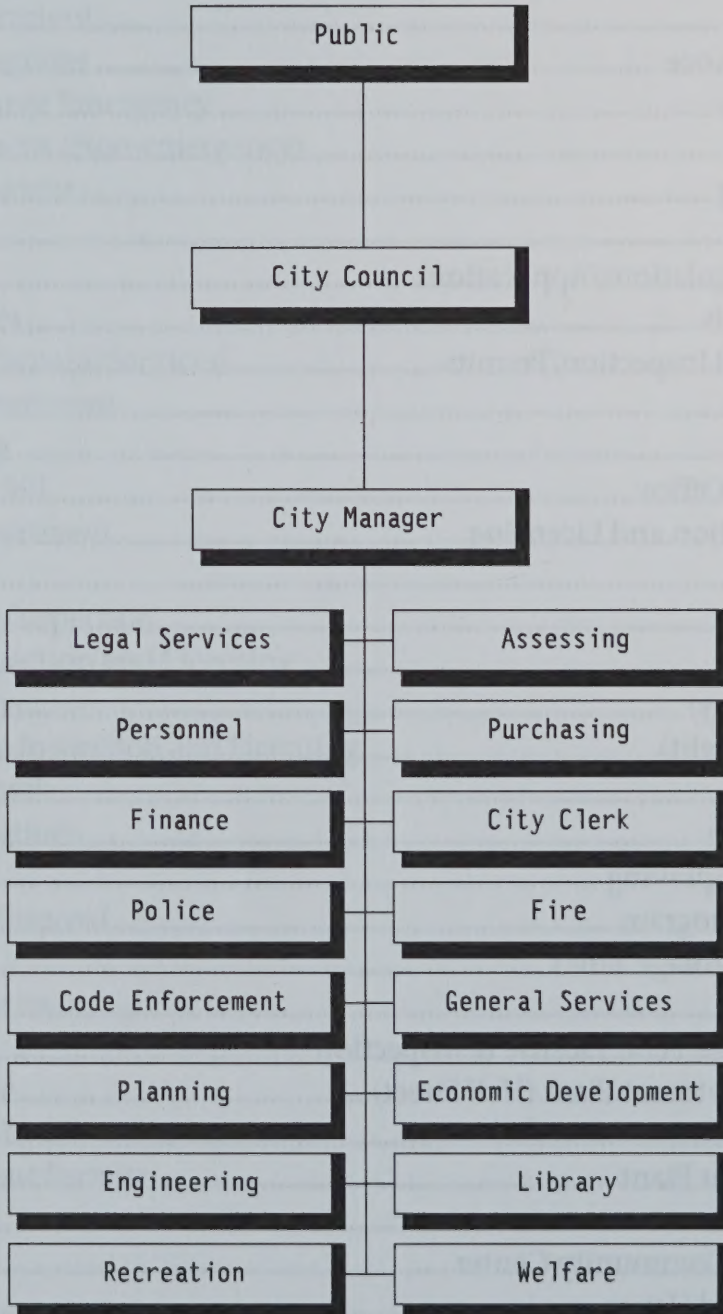 Public
City Council
City Manager
Legal Services Assessing
Personnel Purchasing
Finance City Clerk
Police Fire
Code Enforcement General Services
Planning Economic Development
Engineering Library
Recreation Welfare